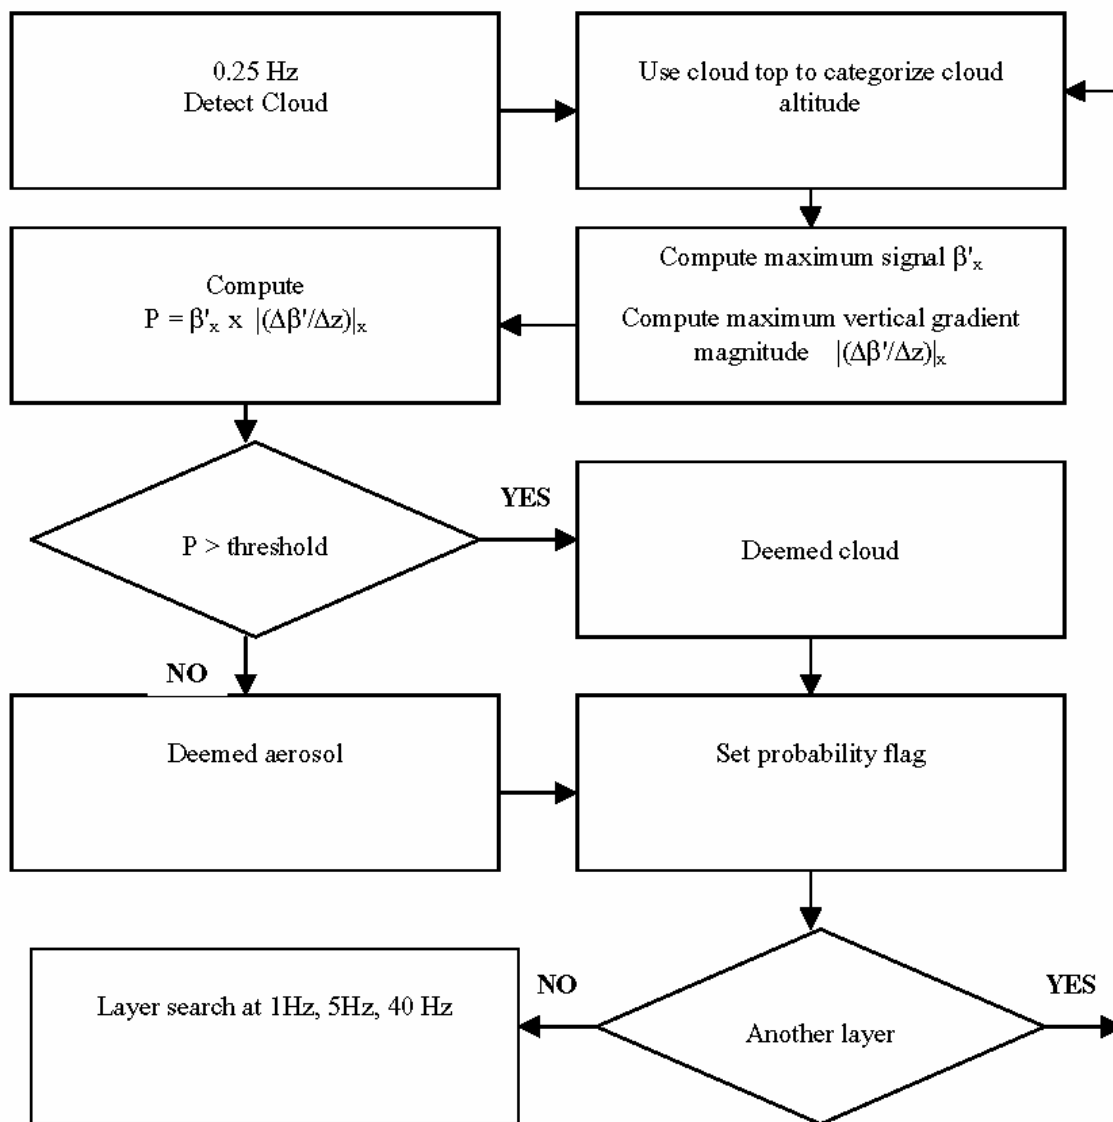 0.25 Hz
Detect Cloud
Use cloud top to categorize cloud
altitude
Compute maximum signal β'ₓ
Compute maximum vertical gradient
magnitude |(Δβ'/Δz)|ₓ
Compute
P = β'ₓ x |(Δβ'/Δz)|ₓ
P > threshold
YES
Deemed cloud
NO
Deemed aerosol
Set probability flag
Another layer
NO
YES
Layer search at 1Hz, 5Hz, 40 Hz